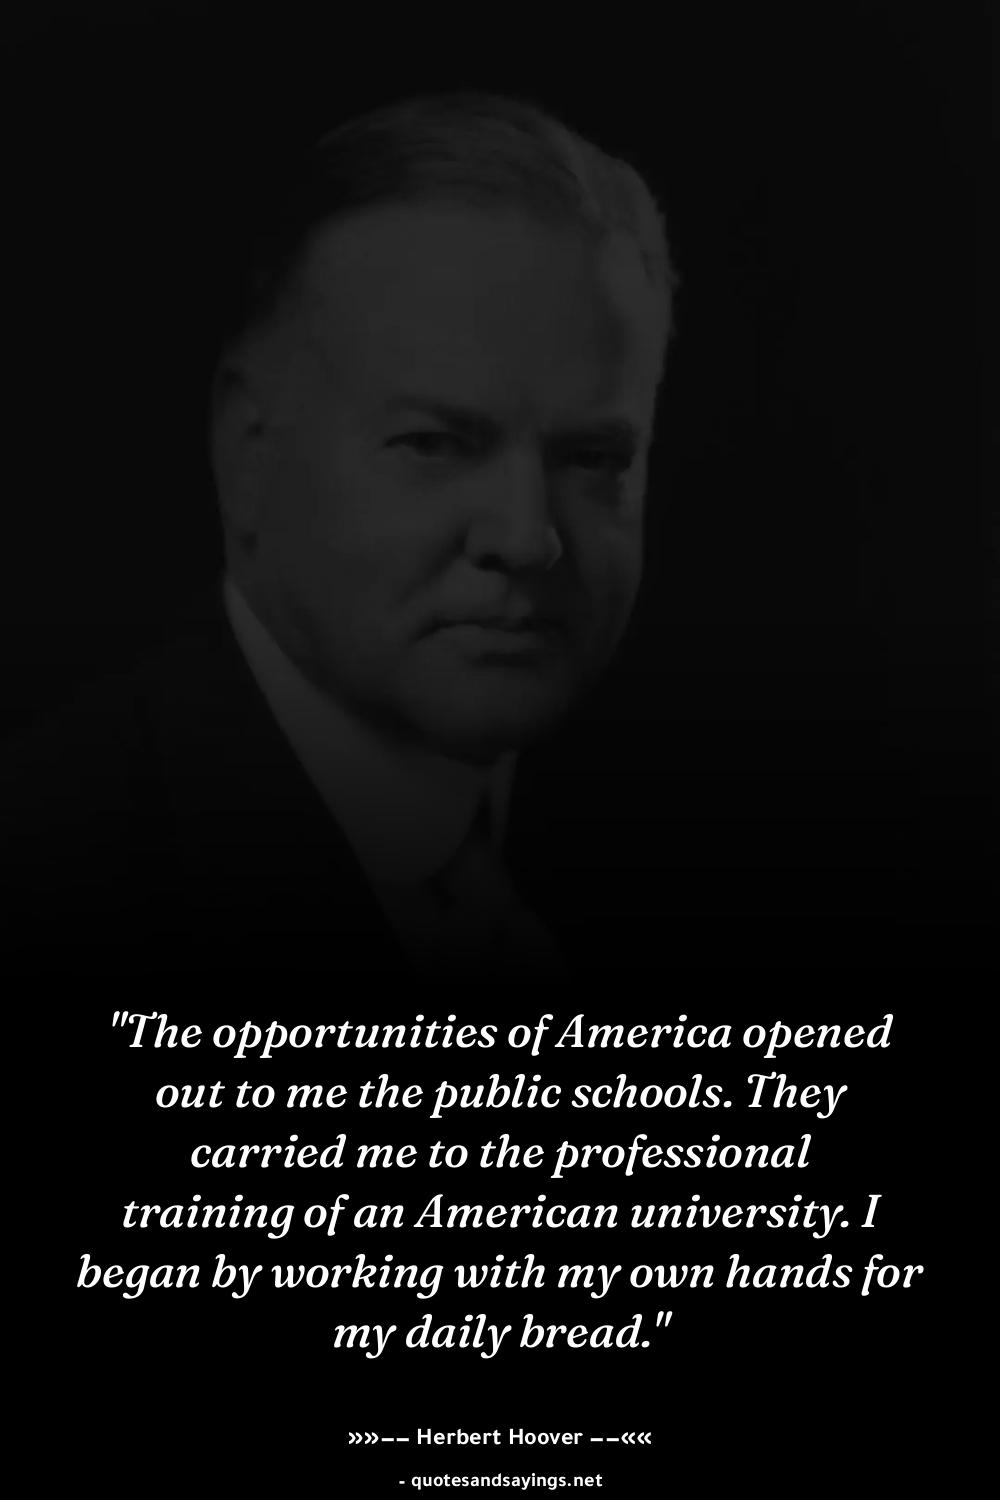 "The opportunities of America opened
out to me the public schools. They
carried me to the professional
training of an American university. I
began by working with my own hands for
my daily bread."
»»−− Herbert Hoover −−««
- quotesandsayings.net